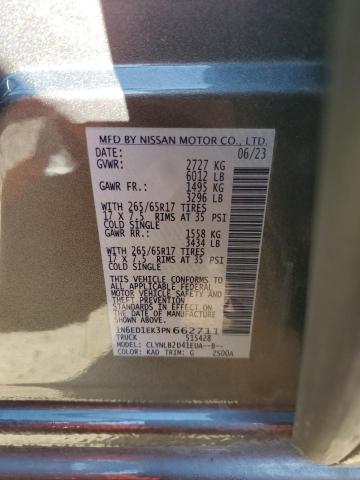 MFD BY NISSAN MOTOR CO., LTD.
DATE: 06/23
GVWR: 2727 KG
6012 LB
GAWR FR.: 1495 KG
3296 LB
WITH 265/65R17 TIRES
17 X 7.5 RIMS AT 35 PSI
COLD SINGLE
GAWR RR.: 1558 KG
3434 LB
WITH 265/65R17 TIRES
17 X 7.5 RIMS AT 35 PSI
COLD SINGLE
THIS VEHICLE CONFORMS TO
ALL APPLICABLE FEDERAL
MOTOR VEHICLE SAFETY AND
THEFT PREVENTION
STANDARDS IN EFFECT ON
THE DATE OF MANUFACTURE
SHOWN ABOVE.
1N6ED1EK3PN662711
TRUCK 515428
MODEL: CLYNLBZD41EUA--B--
COLOR: KAD TRIM: G 2500A